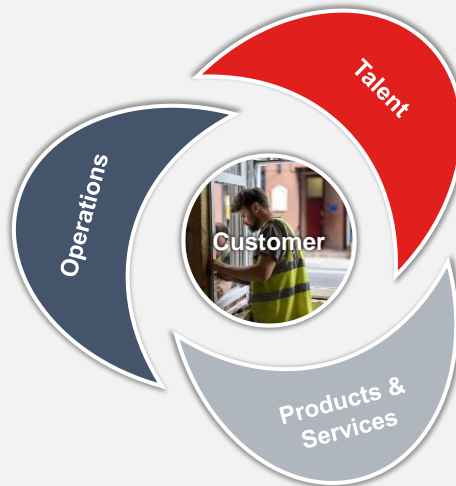 Talent
Operations
Customer
Products &
Services